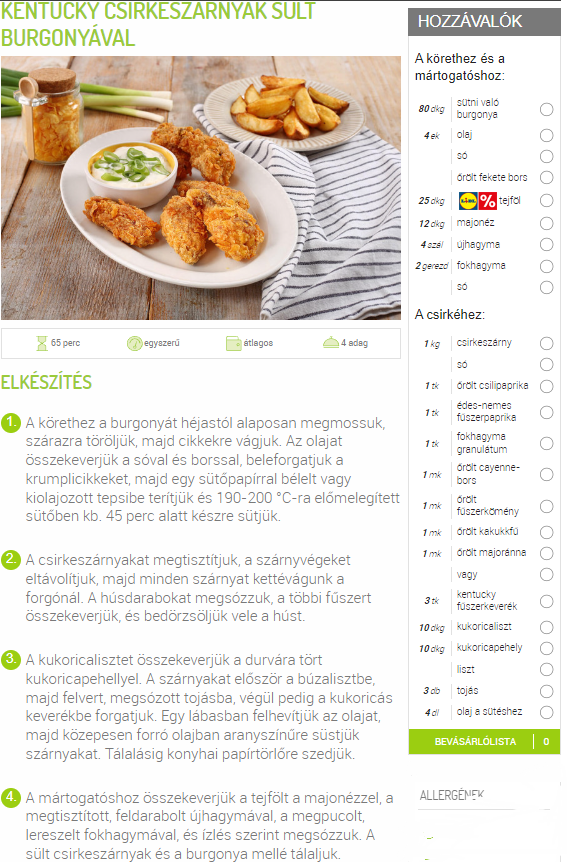 KENTUCKY CSIRKESZÁRNYAK SÜLT
BURGONYÁVAL
65 perc
egyszerű
átlagos
4 adag
ELKÉSZÍTÉS
1. A körethez a burgonyát héjastól alaposan megmossuk,
szárazra töröljük, majd cikkekre vágjuk. Az olajat
összekeverjük a sóval és borssal, beleforgatjuk a
krumplicikkeket, majd egy sütőpapírral bélelt vagy
kiolajozott tepsibe terítjük és 190-200 °C-ra előmelegített
sütőben kb. 45 perc alatt készre sütjük.
2. A csirkeszárnyakat megtisztítjuk, a szárnyvégeket
eltávolítjuk, majd minden szárnyat kettévágunk a
forgónál. A húsdarabokat megsózzuk, a többi fűszert
összekeverjük, és bedörzsöljük vele a húst.
3. A kukoricalisztet összekeverjük a durvára tört
kukoricapehellyel. A szárnyakat először a búzalisztbe,
majd felvert, megsózott tojásba, végül pedig a kukoricás
keverékbe forgatjuk. Egy lábasban felhevítjük az olajat,
majd közepesen forró olajban aranyszínűre süstjük
szárnyakat. Tálalásig konyhai papírtörlőre szedjük.
4. A mártogatóshoz összekeverjük a tejfölt a majonézzel, a
megtisztított, feldarabolt újhagymával, a megpucolt,
lereszelt fokhagymával, és ízlés szerint megsózzuk. A
sült csirkeszárnyak és a burgonya mellé tálaljuk.
HOZZÁVALÓK
A körethez és a
mártogatóshoz:
80 dkg sütni való
burgonya
4 ek olaj
só
őrölt fekete bors
25 dkg LIDL % tejföl
12 dkg majonéz
4 szál újhagyma
2 gerezd fokhagyma
só
A csirkéhez:
1 kg csirkeszárny
só
1 tk őrölt csilipaprika
1 tk édes-nemes
fűszerpaprika
1 tk fokhagyma
granulátum
1 mk őrölt cayenne-
bors
1 mk őrölt
fűszerkömény
1 mk őrölt kakukkfű
1 mk őrölt majoránna
vagy
3 tk kentucky
fűszerkeverék
10 dkg kukoricaliszt
10 dkg kukoricapehely
liszt
3 db tojás
4 dl olaj a sütéshez
BEVÁSÁRLÓLISTA 0
ALLERGÉNEK